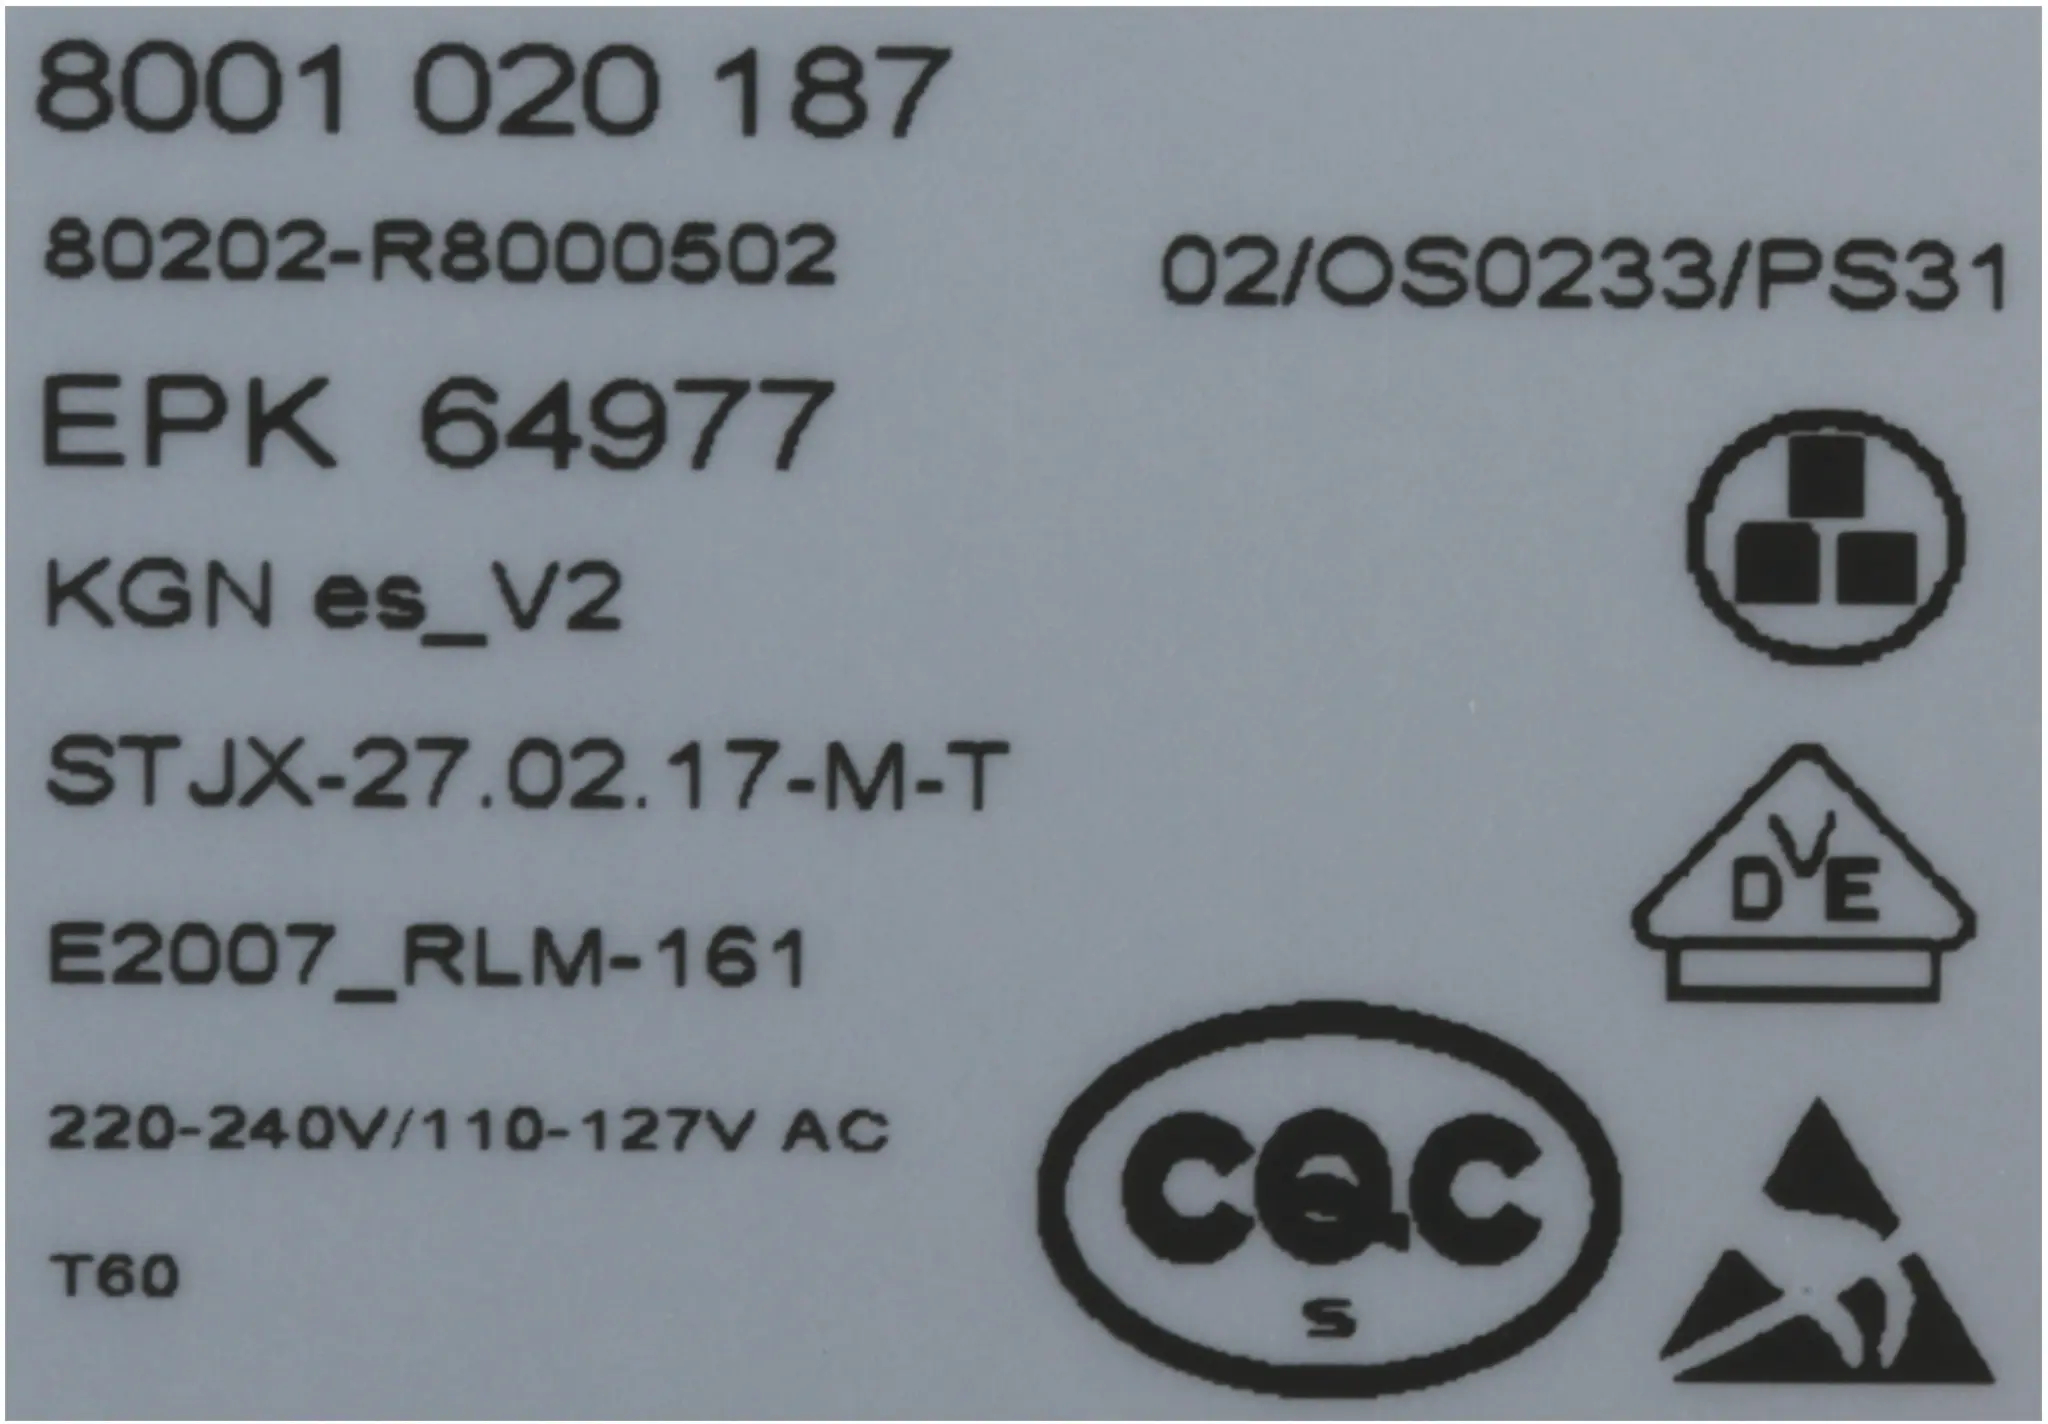 8001 020 187
80202-R8000502
02/OS0233/PS31
EPK 64977
KGN es_V2
STJX-27.02.17-M-T
DVE
E2007_RLM-161
220-240V/110-127V AC
CQC
S
T60